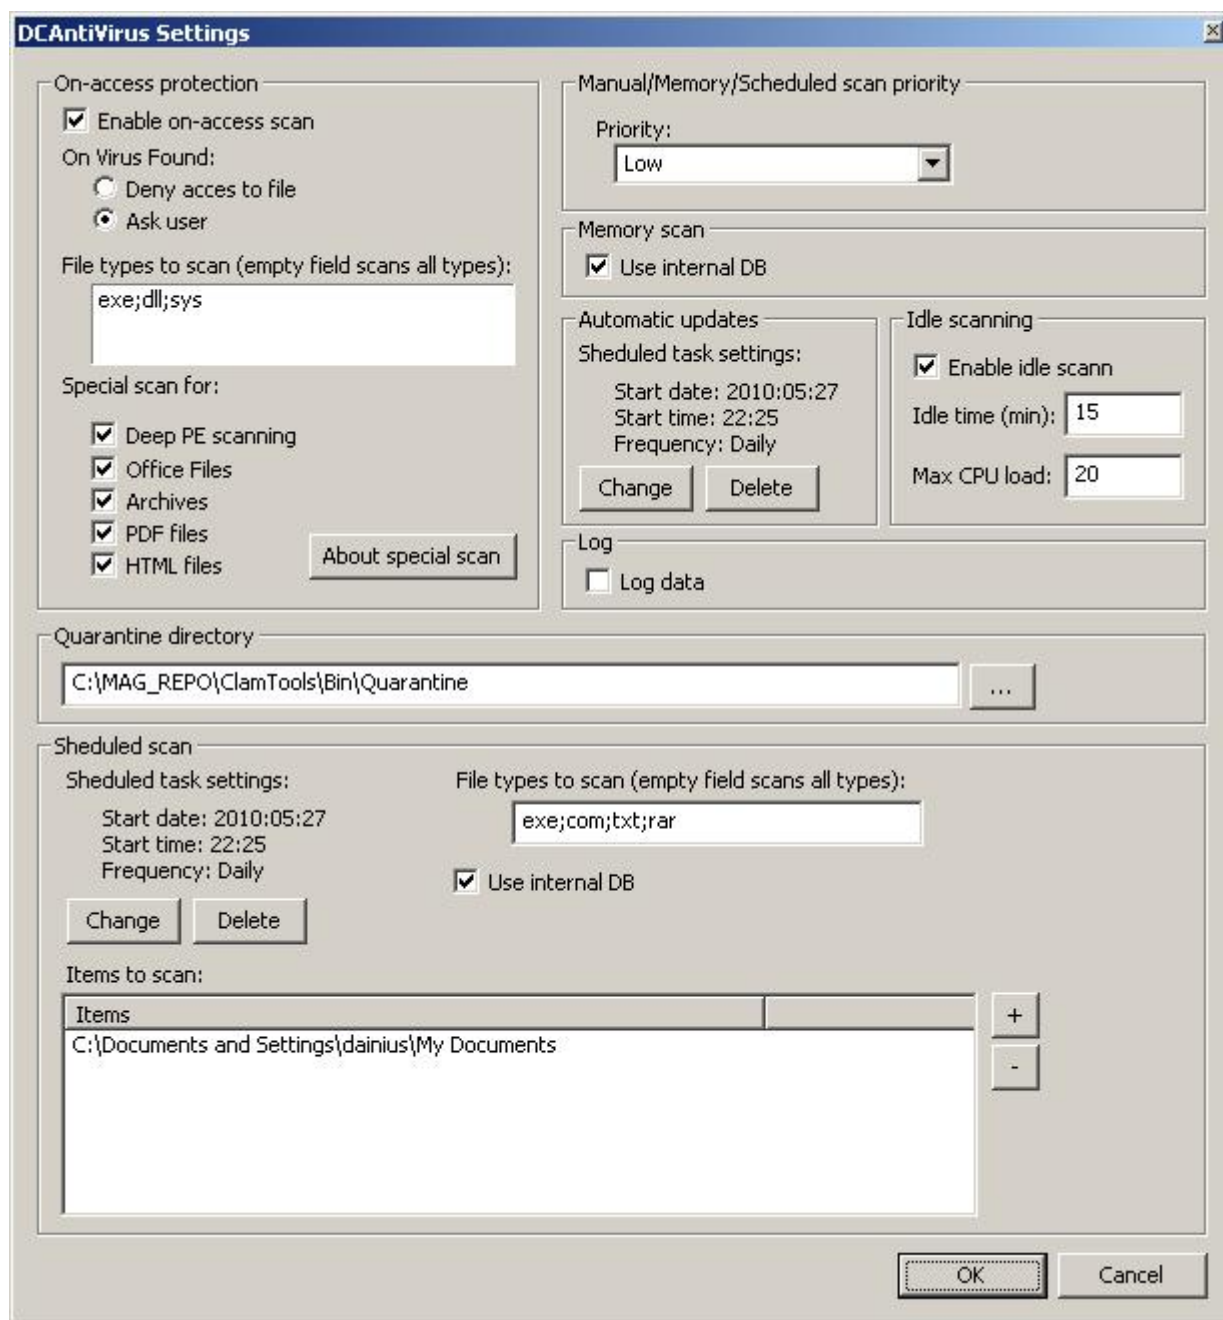 DCAntiVirus Settings
On-access protection
Enable on-access scan
On Virus Found:
Deny acces to file
Ask user
File types to scan (empty field scans all types):
exe;dll;sys
Special scan for:
Deep PE scanning
Office Files
Archives
PDF files
HTML files
About special scan
Manual/Memory/Scheduled scan priority
Priority:
Low
Memory scan
Use internal DB
Automatic updates
Sheduled task settings:
Start date: 2010:05:27
Start time: 22:25
Frequency: Daily
Change
Delete
Idle scanning
Enable idle scann
Idle time (min): 15
Max CPU load: 20
Log
Log data
Quarantine directory
C:\MAG_REPO\ClamTools\Bin\Quarantine
...
Sheduled scan
Sheduled task settings:
Start date: 2010:05:27
Start time: 22:25
Frequency: Daily
Change
Delete
File types to scan (empty field scans all types):
exe;com;txt;rar
Use internal DB
Items to scan:
Items
C:\Documents and Settings\dainius\My Documents
+
-
OK
Cancel